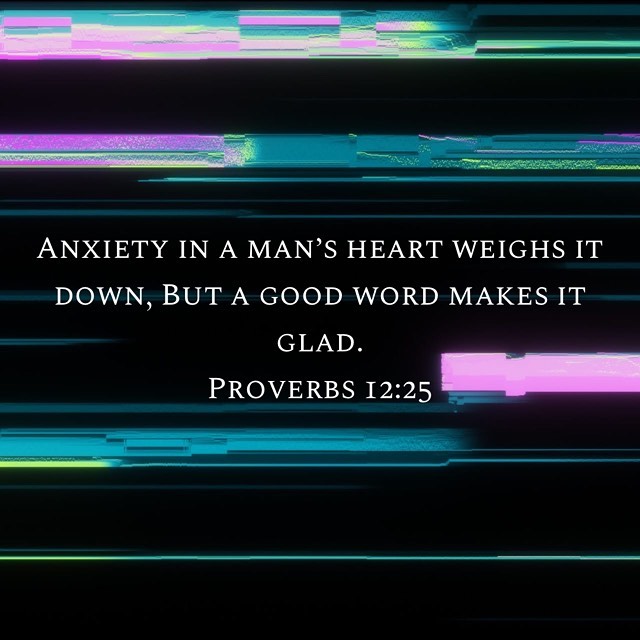 Anxiety in a man’s heart weighs it
down, But a good word makes it
glad.
Proverbs 12:25